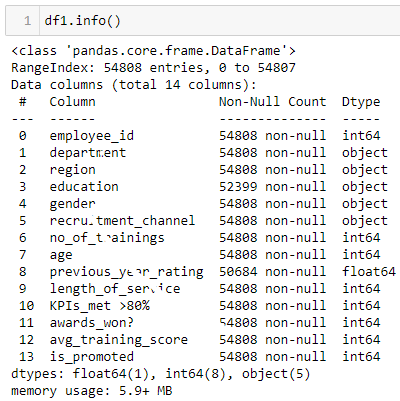 1 df1.info()
<class 'pandas.core.frame.DataFrame'>
RangeIndex: 54808 entries, 0 to 54807
Data columns (total 14 columns):
 #   Column                Non-Null Count  Dtype
---  ------                --------------  -----
 0   employee_id           54808 non-null  int64
 1   department            54808 non-null  object
 2   region                54808 non-null  object
 3   education             52399 non-null  object
 4   gender                54808 non-null  object
 5   recruitment_channel   54808 non-null  object
 6   no_of_trainings       54808 non-null  int64
 7   age                   54808 non-null  int64
 8   previous_year_rating  50684 non-null  float64
 9   length_of_service     54808 non-null  int64
 10  KPIs_met >80%         54808 non-null  int64
 11  awards_won?           54808 non-null  int64
 12  avg_training_score    54808 non-null  int64
 13  is_promoted           54808 non-null  int64
dtypes: float64(1), int64(8), object(5)
memory usage: 5.9+ MB